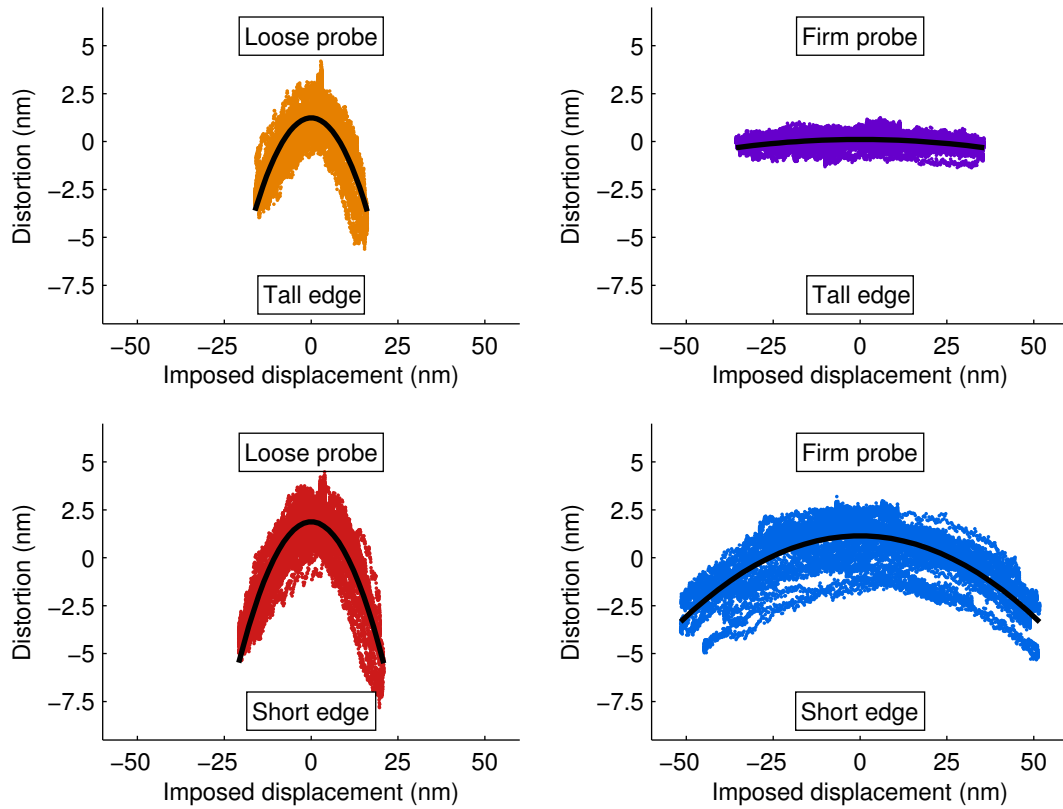 Loose probe
5
2.5
0
−2.5
−5
−7.5
Distortion (nm)
Tall edge
−50
−25
0
25
50
Imposed displacement (nm)
Firm probe
5
2.5
0
−2.5
−5
−7.5
Distortion (nm)
Tall edge
−50
−25
0
25
50
Imposed displacement (nm)
Loose probe
5
2.5
0
−2.5
−5
−7.5
Distortion (nm)
Short edge
−50
−25
0
25
50
Imposed displacement (nm)
Firm probe
5
2.5
0
−2.5
−5
−7.5
Distortion (nm)
Short edge
−50
−25
0
25
50
Imposed displacement (nm)